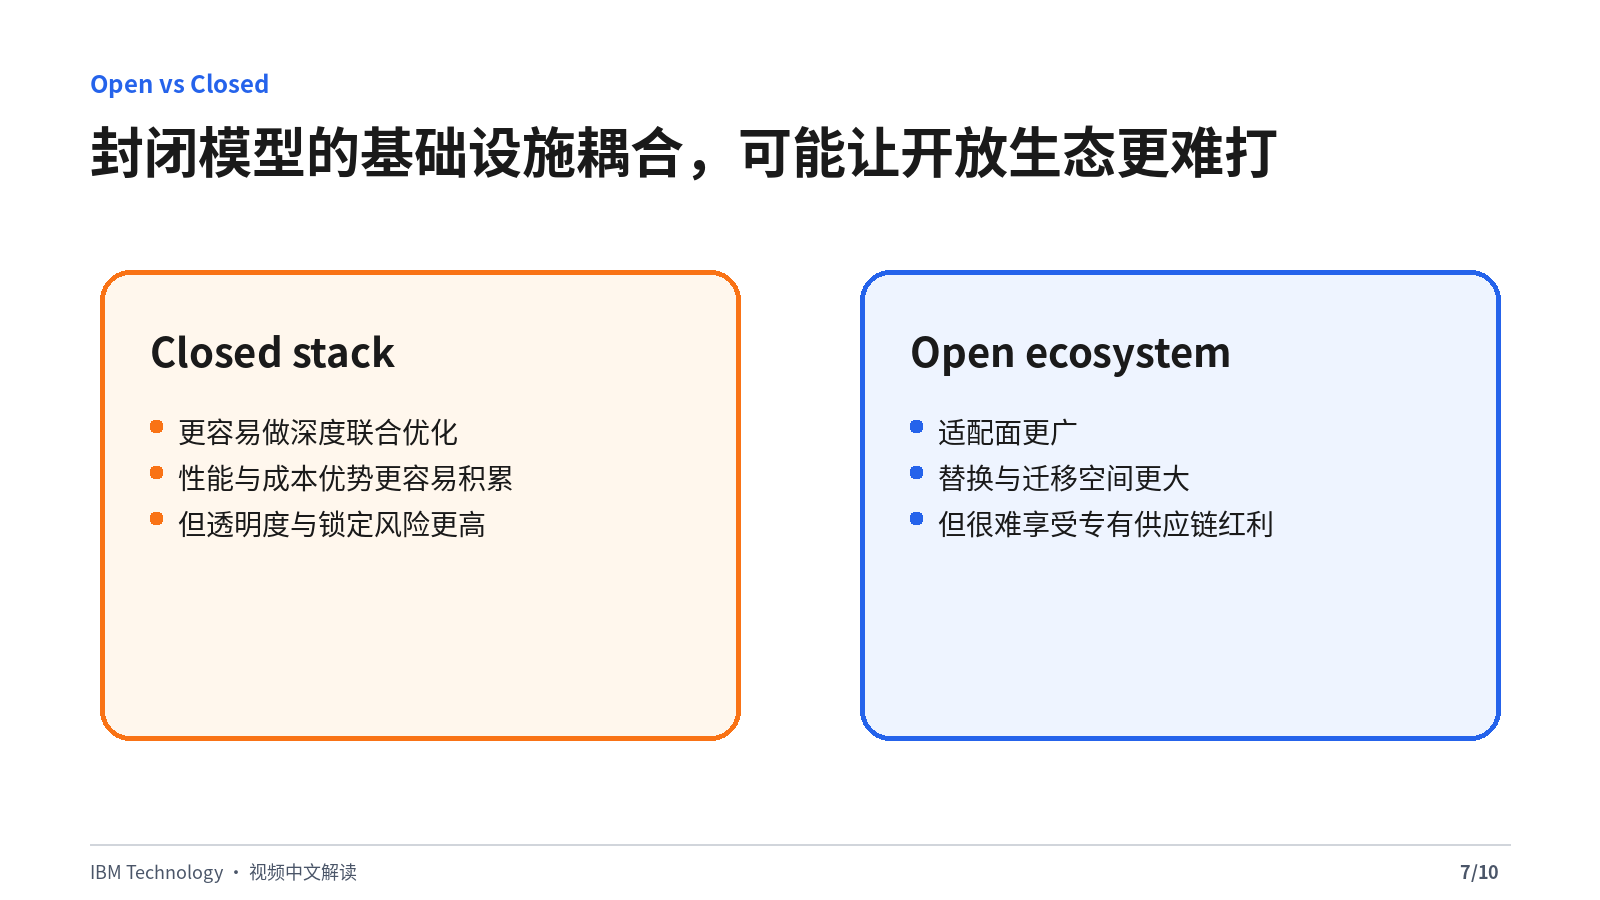 Open vs Closed
封闭模型的基础设施耦合，可能让开放生态更难打
Closed stack
更容易做深度联合优化
性能与成本优势更容易积累
但透明度与锁定风险更高
Open ecosystem
适配面更广
替换与迁移空间更大
但很难享受专有供应链红利
IBM Technology · 视频中文解读
7/10